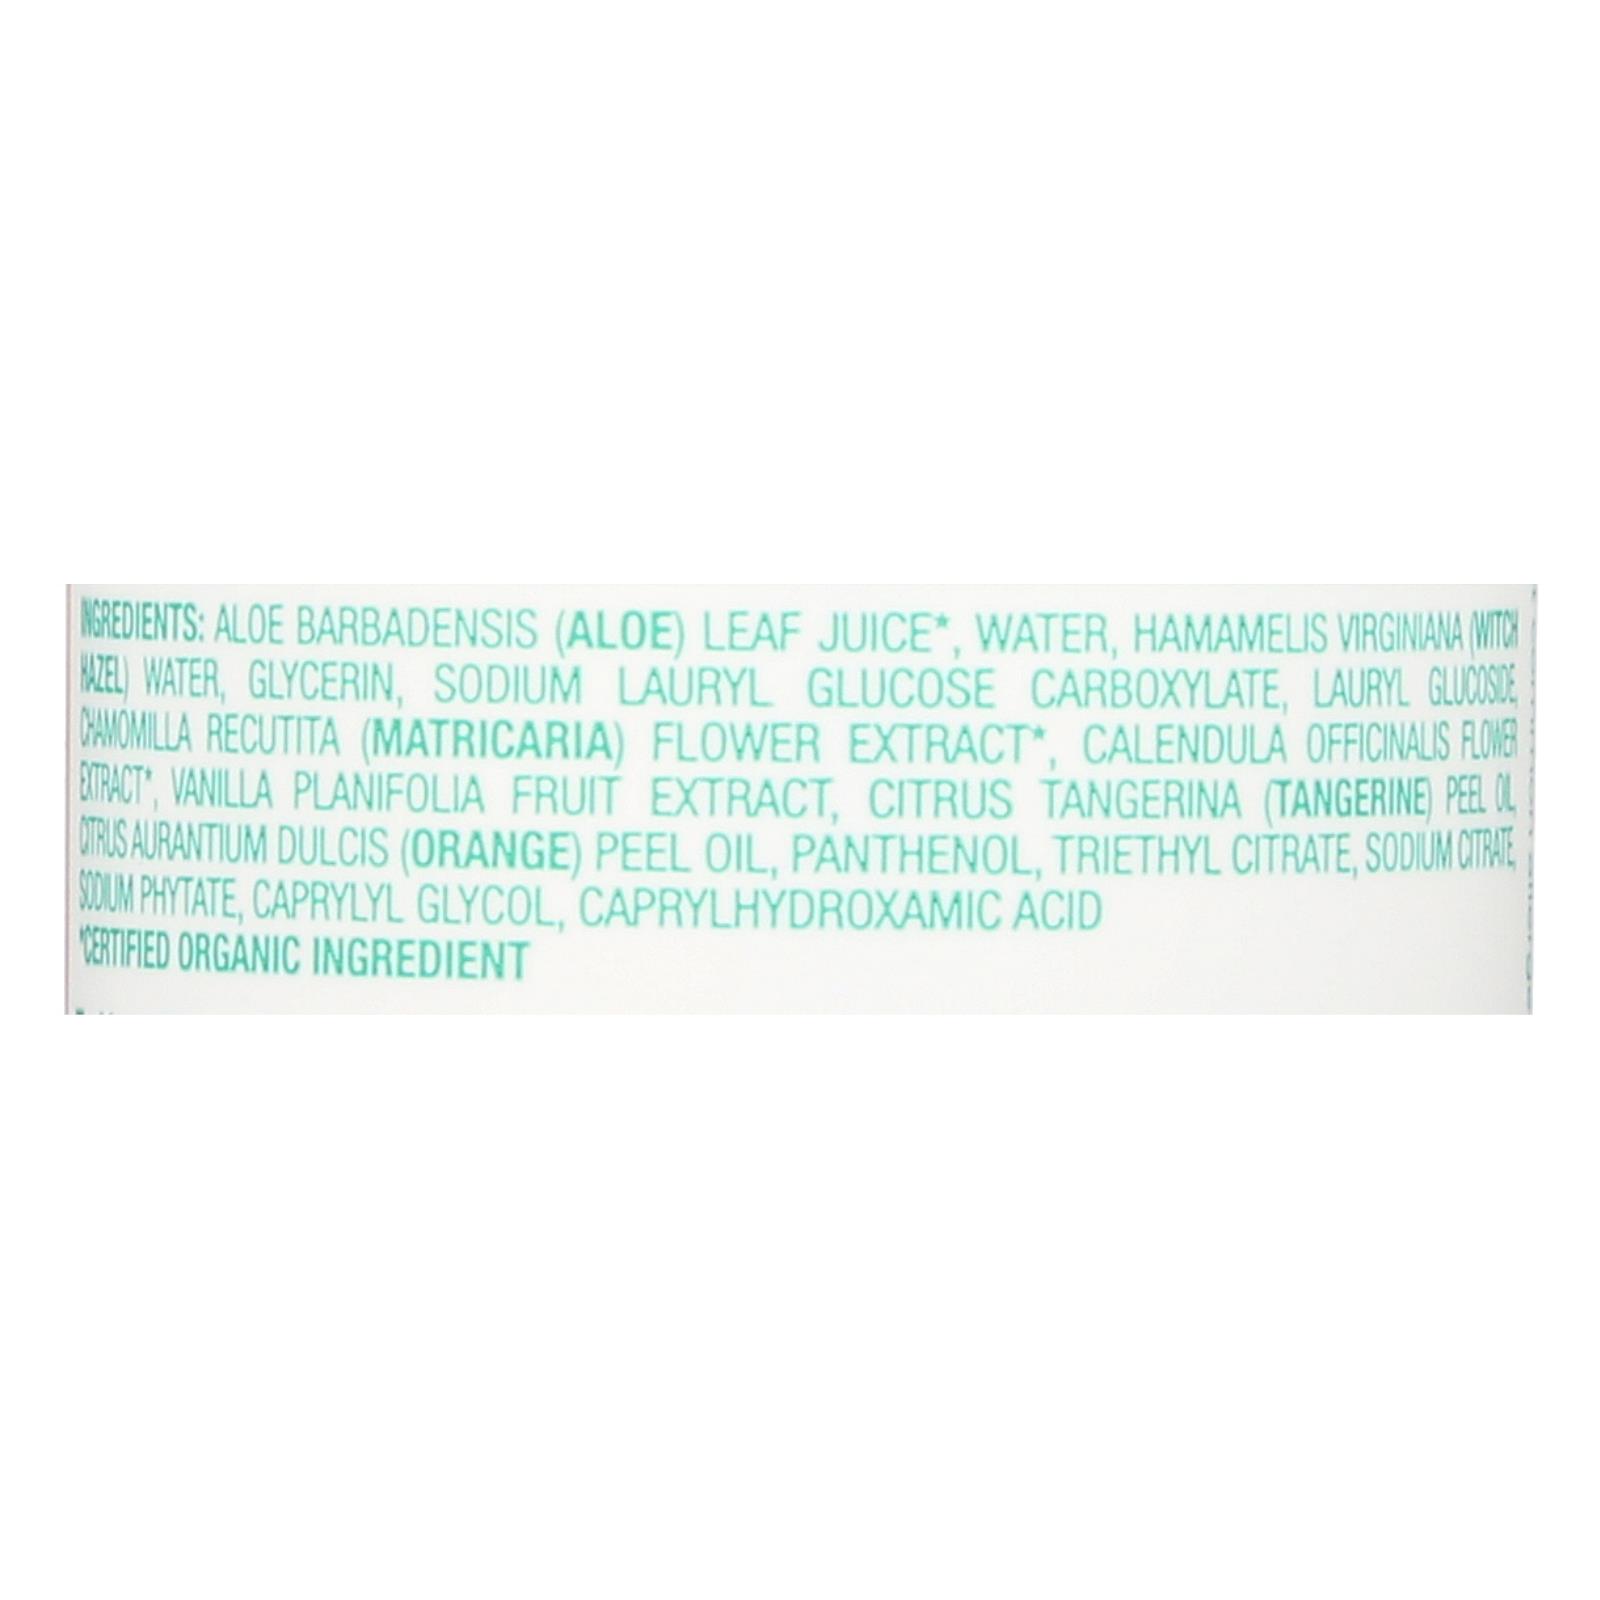 INGREDIENTS: ALOE BARBADENSIS (ALOE) LEAF JUICE*, WATER, HAMAMELIS VIRGINIANA (WITCH
HAZEL) WATER, GLYCERIN, SODIUM LAURYL GLUCOSE CARBOXYLATE, LAURYL GLUCOSIDE,
CHAMOMILLA RECUTITA (MATRICARIA) FLOWER EXTRACT*, CALENDULA OFFICINALIS FLOWER
EXTRACT*, VANILLA PLANIFOLIA FRUIT EXTRACT, CITRUS TANGERINA (TANGERINE) PEEL OIL,
CITRUS AURANTIUM DULCIS (ORANGE) PEEL OIL, PANTHENOL, TRIETHYL CITRATE, SODIUM CITRATE,
SODIUM PHYTATE, CAPRYLYL GLYCOL, CAPRYLHYDROXAMIC ACID
*CERTIFIED ORGANIC INGREDIENT